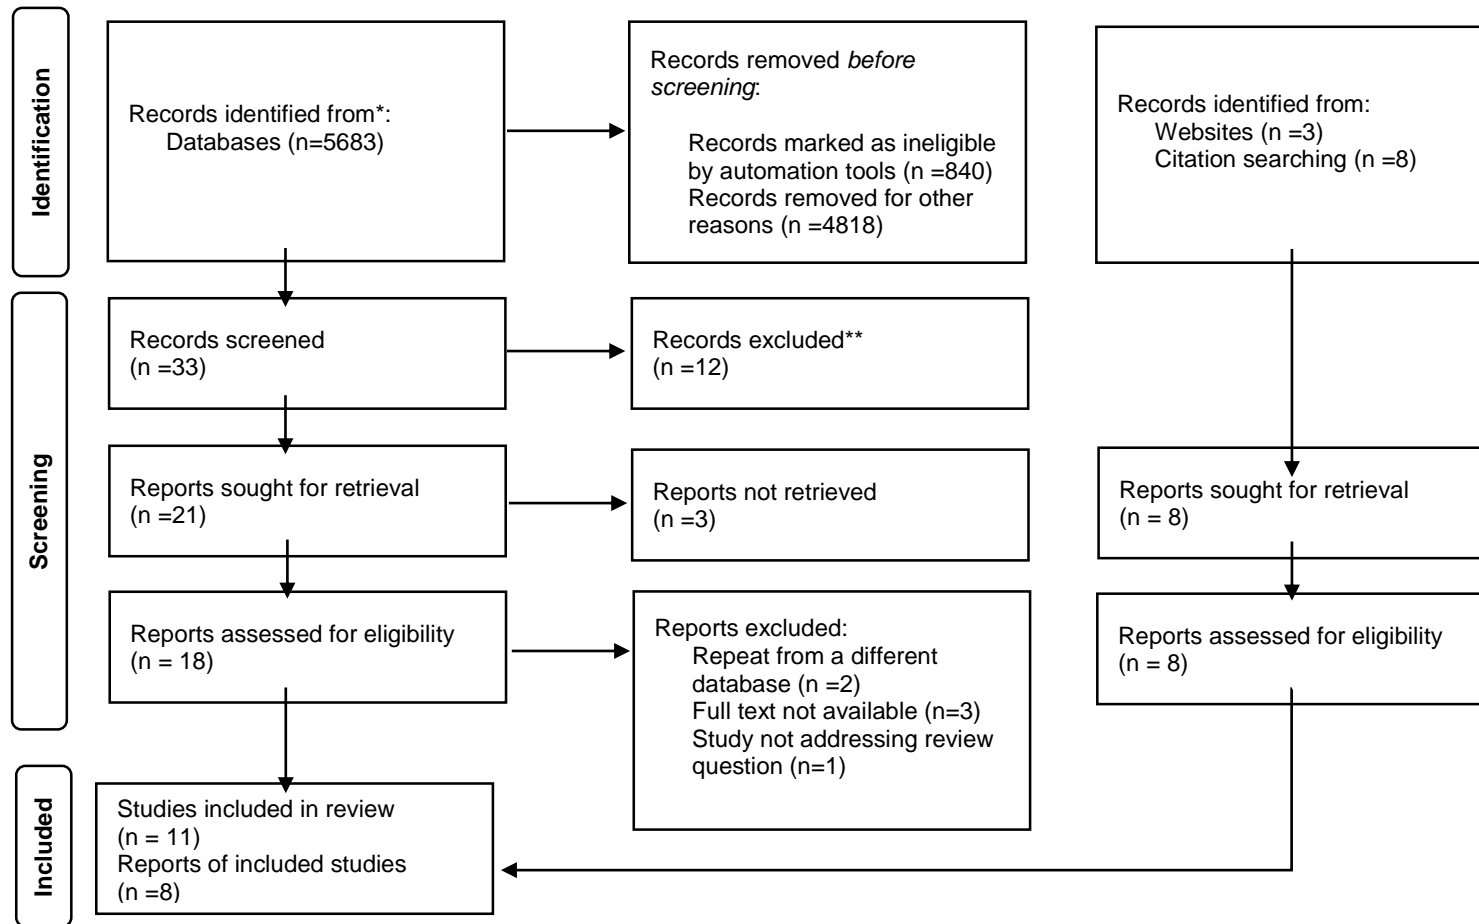 Identification
Records identified from*:
Databases (n=5683)
Records removed before
screening:
Records marked as ineligible
by automation tools (n =840)
Records removed for other
reasons (n =4818)
Records identified from:
Websites (n =3)
Citation searching (n =8)
Screening
Records screened
(n =33)
Records excluded**
(n =12)
Reports sought for retrieval
(n =21)
Reports not retrieved
(n =3)
Reports sought for retrieval
(n = 8)
Reports assessed for eligibility
(n = 18)
Reports excluded:
Repeat from a different
database (n =2)
Full text not available (n=3)
Study not addressing review
question (n=1)
Reports assessed for eligibility
(n = 8)
Included
Studies included in review
(n = 11)
Reports of included studies
(n =8)